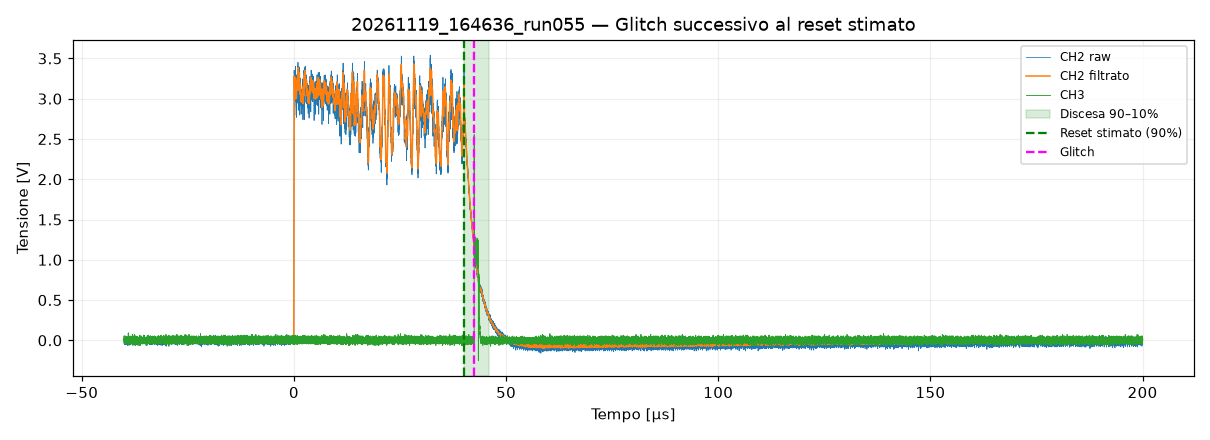 20261119_164636_run055 — Glitch successivo al reset stimato
Tensione [V]
3.5
3.0
2.5
2.0
1.5
1.0
0.5
0.0
CH2 raw
CH2 filtrato
CH3
Discesa 90–10%
Reset stimato (90%)
Glitch
−50
0
50
100
150
200
Tempo [µs]